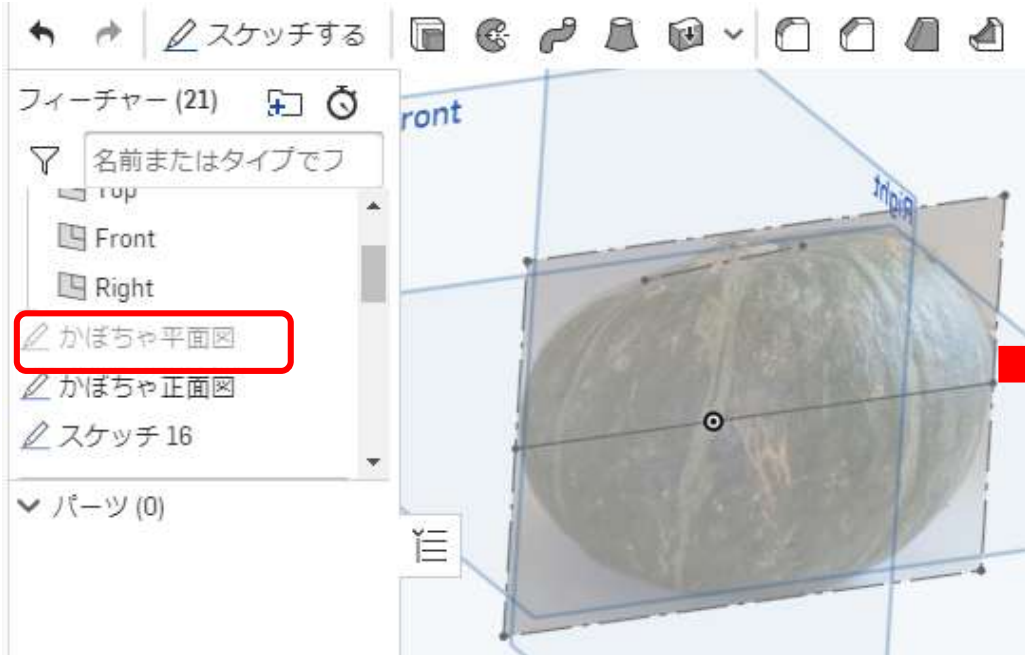 スケッチする
フィーチャー (21)
ront
名前またはタイプでフ
Top
Right
Front
Right
かぼちゃ平面図
かぼちゃ正面図
スケッチ 16
パーツ (0)